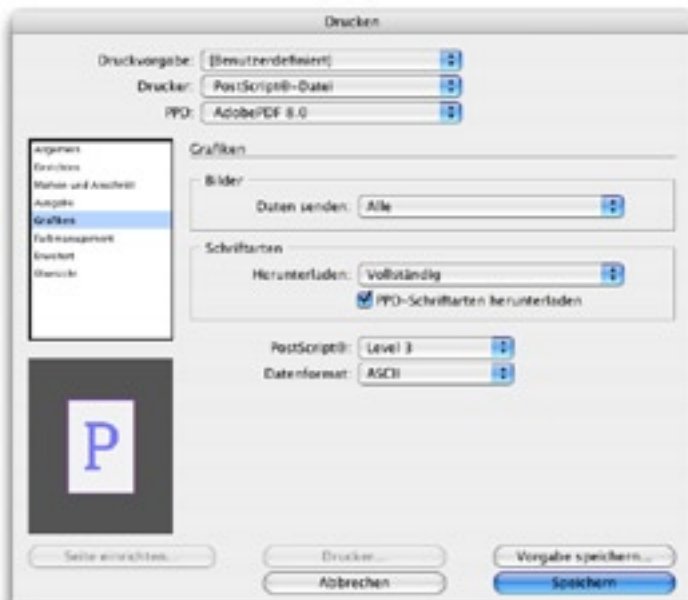 Drucken
Druckvorgabe: [Benutzerdefiniert]
Drucker: PostScript®-Datei
PPD: AdobePDF 8.0
Allgemein
Einrichten
Marken und Anschnitt
Ausgabe
Grafiken
Farbmanagement
Erweitert
Übersicht
Grafiken
Bilder
Daten senden: Alle
Schriftarten
Herunterladen: Vollständig
PPD-Schriftarten herunterladen
PostScript®: Level 3
Datenformat: ASCII
P
Seite einrichten...
Drucker...
Vorgabe speichern...
Abbrechen
Speichern